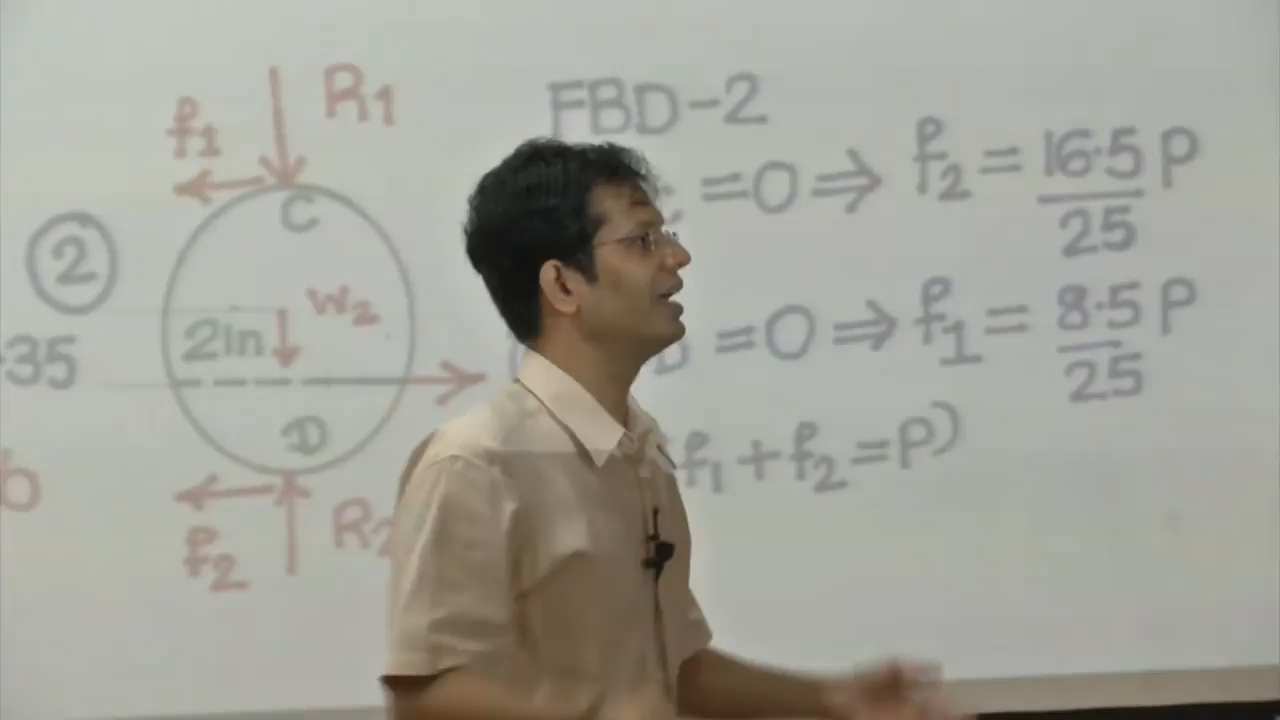 R1
f1
C
2
W2
2in
35
D
b
f2
R2
FBD-2
=0 ⇒ f2 = 16.5/25 P
=0 ⇒ f1 = 8.5/25 P
f1 + f2 = P)